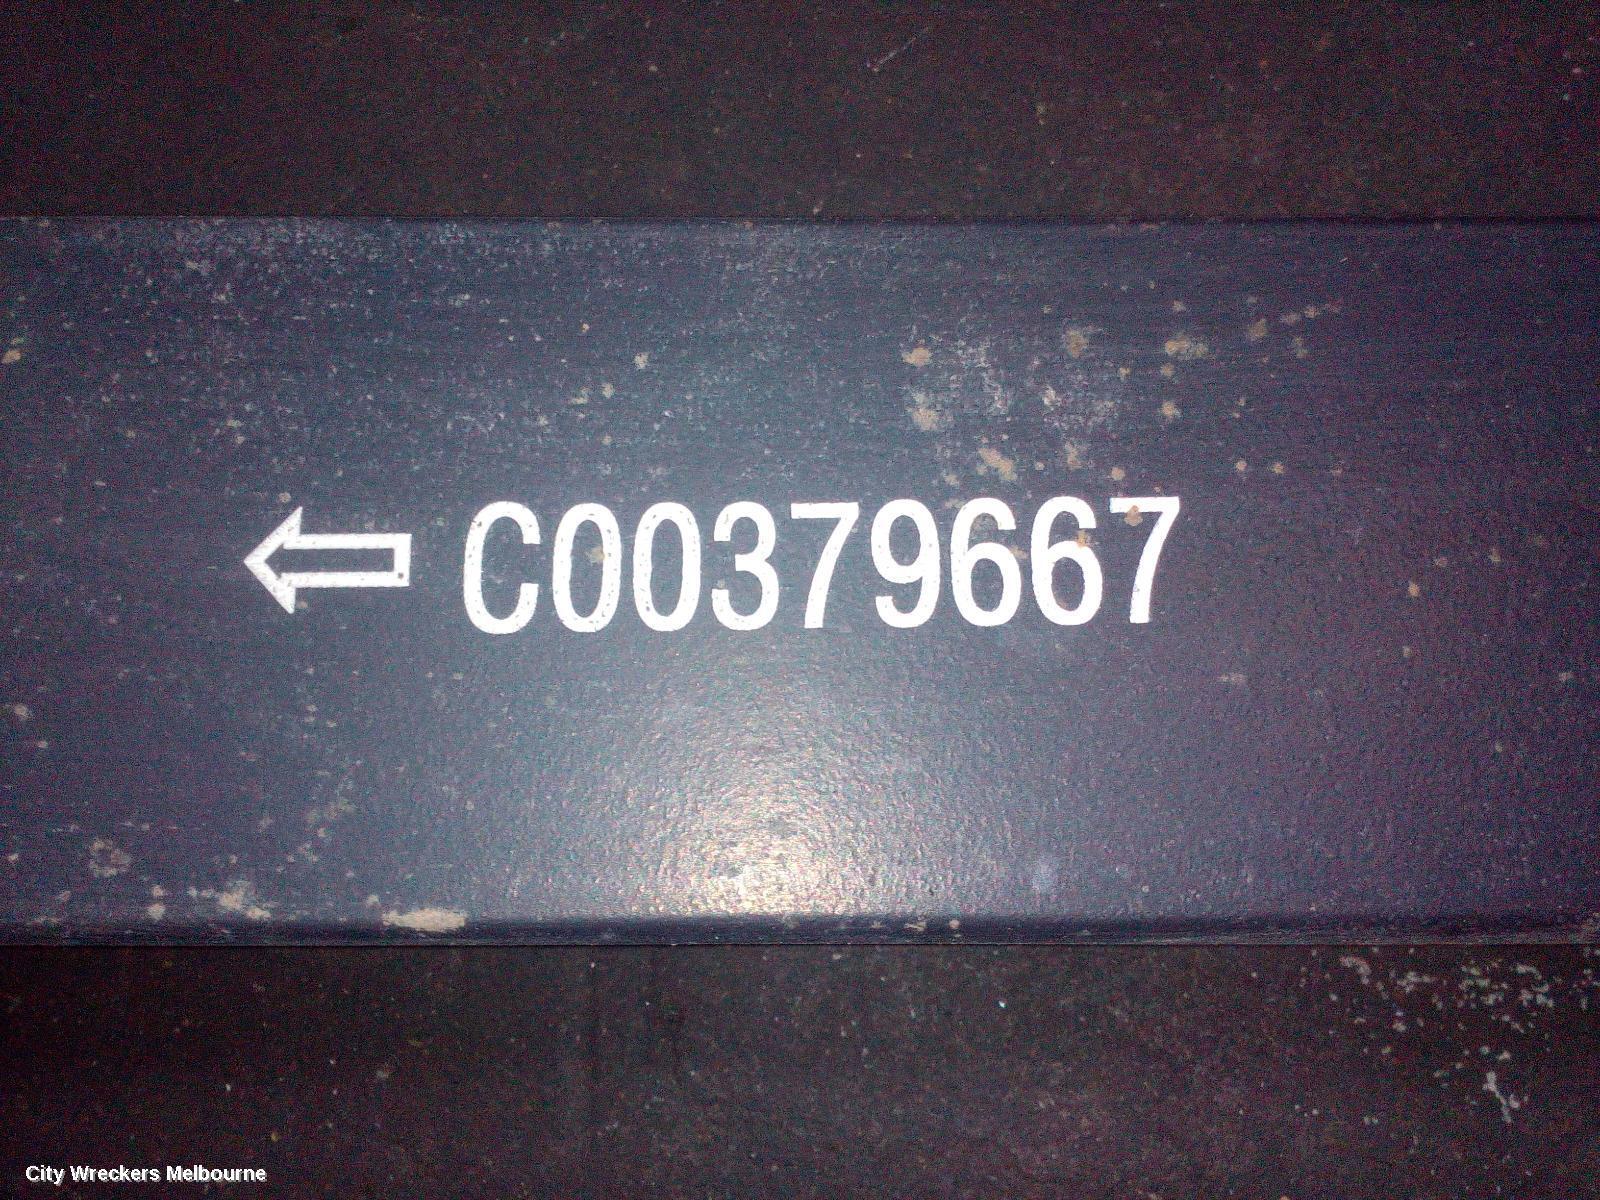 ⇦ C00379667
City Wreckers Melbourne